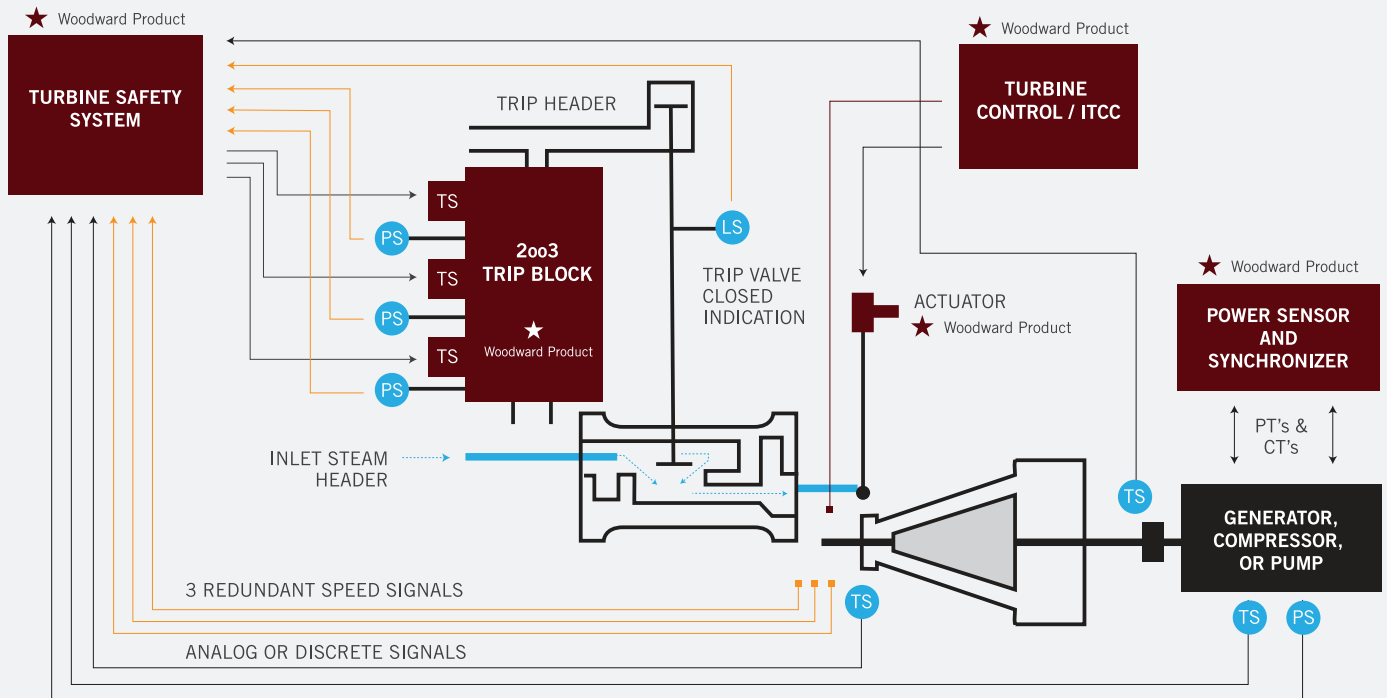 Woodward Product
TURBINE SAFETY
SYSTEM
TRIP HEADER
Woodward Product
TURBINE
CONTROL / ITCC
TS
PS
TS
PS
TS
PS
2oo3
TRIP BLOCK
Woodward Product
LS
TRIP VALVE
CLOSED
INDICATION
ACTUATOR
Woodward Product
Woodward Product
POWER SENSOR
AND
SYNCHRONIZER
PT's &
CT's
INLET STEAM
HEADER
TS
GENERATOR,
COMPRESSOR,
OR PUMP
3 REDUNDANT SPEED SIGNALS
TS
TS
PS
ANALOG OR DISCRETE SIGNALS